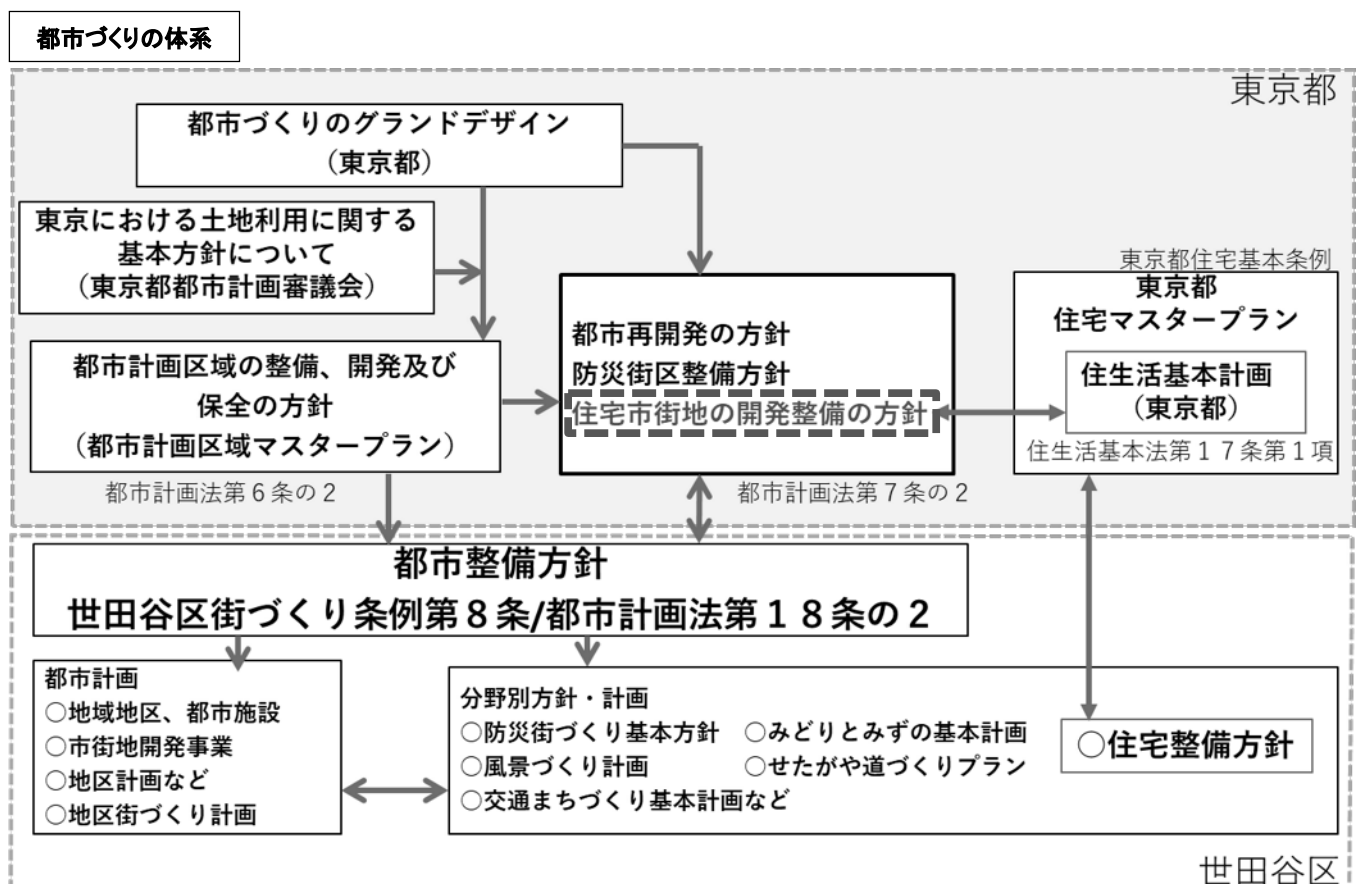 都市づくりの体系
東京都
都市づくりのグランドデザイン
（東京都）
東京における土地利用に関する
基本方針について
（東京都都市計画審議会）
都市計画区域の整備、開発及び
保全の方針
（都市計画区域マスタープラン）
都市計画法第６条の２
都市再開発の方針
防災街区整備方針
住宅市街地の開発整備の方針
都市計画法第７条の２
東京都住宅基本条例
東京都
住宅マスタープラン
住生活基本計画
（東京都）
住生活基本法第１７条第１項
都市整備方針
世田谷区街づくり条例第８条/都市計画法第１８条の２
都市計画
○地域地区、都市施設
○市街地開発事業
○地区計画など
○地区街づくり計画
分野別方針・計画
○防災街づくり基本方針　○みどりとみずの基本計画
○風景づくり計画　○せたがや道づくりプラン
○交通まちづくり基本計画など
○住宅整備方針
世田谷区